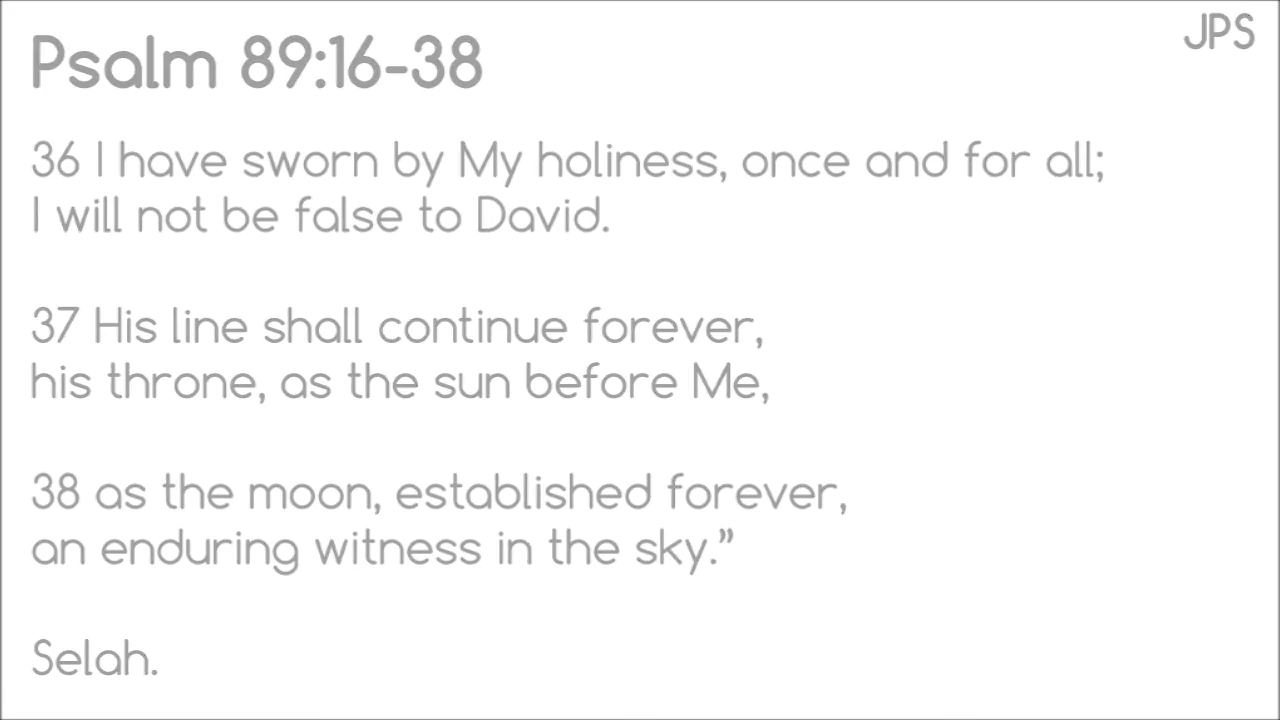 JPS
Psalm 89:16-38
36 I have sworn by My holiness, once and for all;
I will not be false to David.
37 His line shall continue forever,
his throne, as the sun before Me,
38 as the moon, established forever,
an enduring witness in the sky.”
Selah.